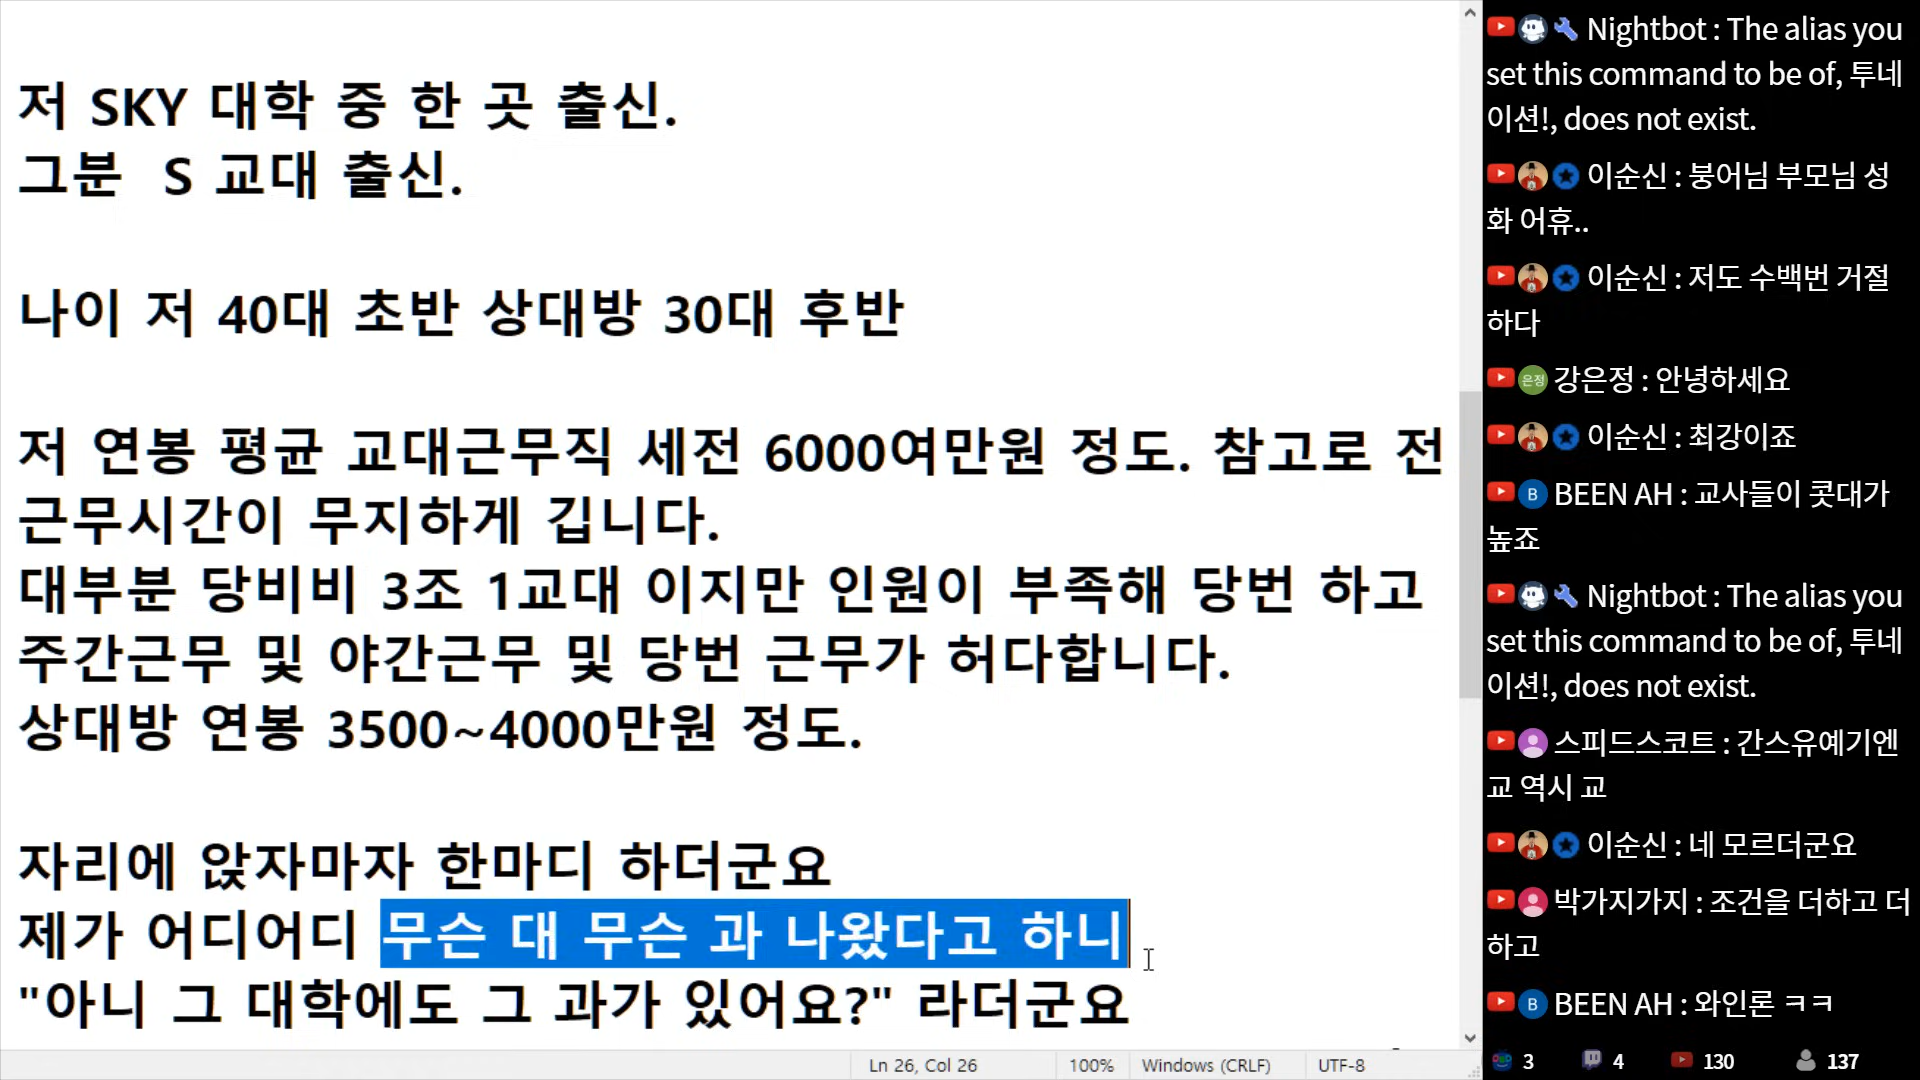 저 SKY 대학 중 한 곳 출신.
그분  S 교대 출신.
나이 저 40대 초반 상대방 30대 후반
저 연봉 평균 교대근무직 세전 6000여만원 정도. 참고로 전
근무시간이 무지하게 깁니다.
대부분 당비비 3조 1교대 이지만 인원이 부족해 당번 하고
주간근무 및 야간근무 및 당번 근무가 허다합니다.
상대방 연봉 3500~4000만원 정도.
자리에 앉자마자 한마디 하더군요
제가 어디어디 무슨 대 무슨 과 나왔다고 하니
"아니 그 대학에도 그 과가 있어요?" 라더군요
Ln 26, Col 26
100%
Windows (CRLF)
UTF-8
Nightbot : The alias you
set this command to be of, 투네
이션!, does not exist.
이순신 : 붕어님 부모님 성
화 어휴..
이순신 : 저도 수백번 거절
하다
은정 강은정 : 안녕하세요
이순신 : 최강이죠
B BEEN AH : 교사들이 콧대가
높죠
Nightbot : The alias you
set this command to be of, 투네
이션!, does not exist.
스피드스코트 : 간스유예기엔
교 역시 교
이순신 : 네 모르더군요
박가지가지 : 조건을 더하고 더
하고
B BEEN AH : 와인론 ㅋㅋ
3
4
130
137